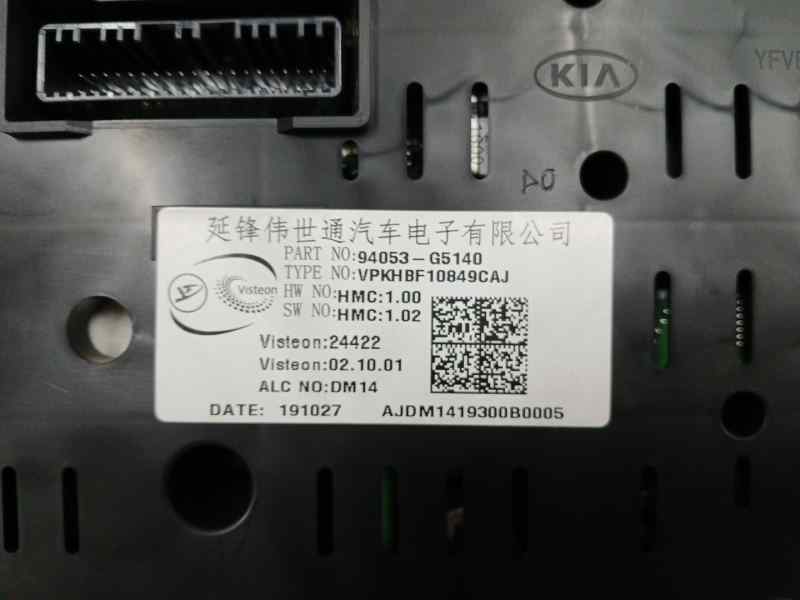 KIA
YFVE
1300
04
延锋伟世通汽车电子有限公司
PART NO:94053-G5140
TYPE NO:VPKHBF10849CAJ
Visteon
HW NO:HMC:1.00
SW NO:HMC:1.02
Visteon:24422
Visteon:02.10.01
ALC NO:DM14
DATE: 191027 AJDM1419300B0005